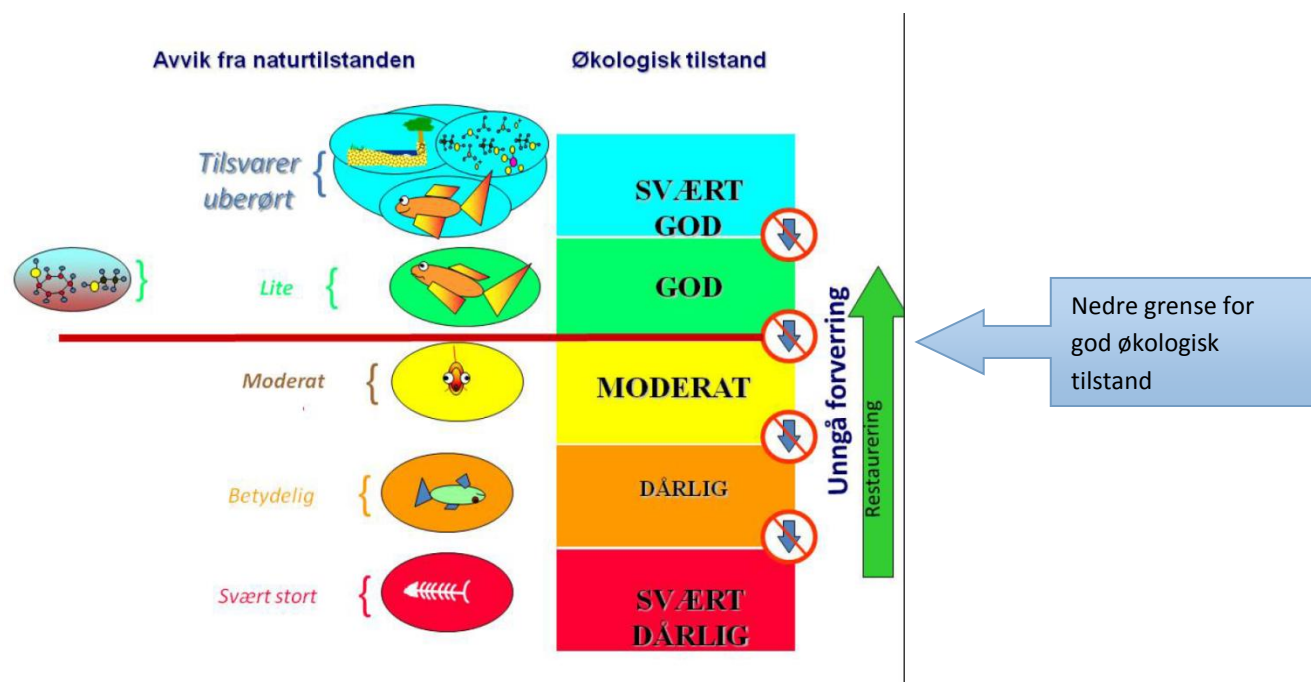 Avvik fra naturtilstanden
Økologisk tilstand
Tilsvarer
uberørt
SVÆRT
GOD
Lite
GOD
Moderat
MODERAT
Betydelig
DÅRLIG
Svært stort
SVÆRT
DÅRLIG
Unngå forverring
Restaurering
Nedre grense for
god økologisk
tilstand